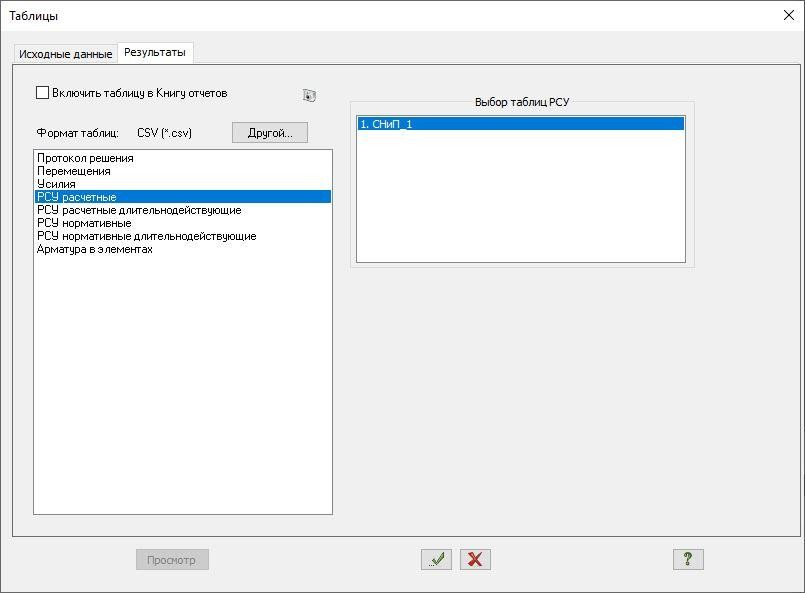 Таблицы
Исходные данные
Результаты
Включить таблицу в Книгу отчетов
Формат таблиц:
CSV (*.csv)
Другой...
Протокол решения
Перемещения
Усилия
РСУ расчетные
РСУ расчетные длительнодействующие
РСУ нормативные
РСУ нормативные длительнодействующие
Арматура в элементах
Выбор таблиц РСУ
1. СНиП_1
Просмотр
?